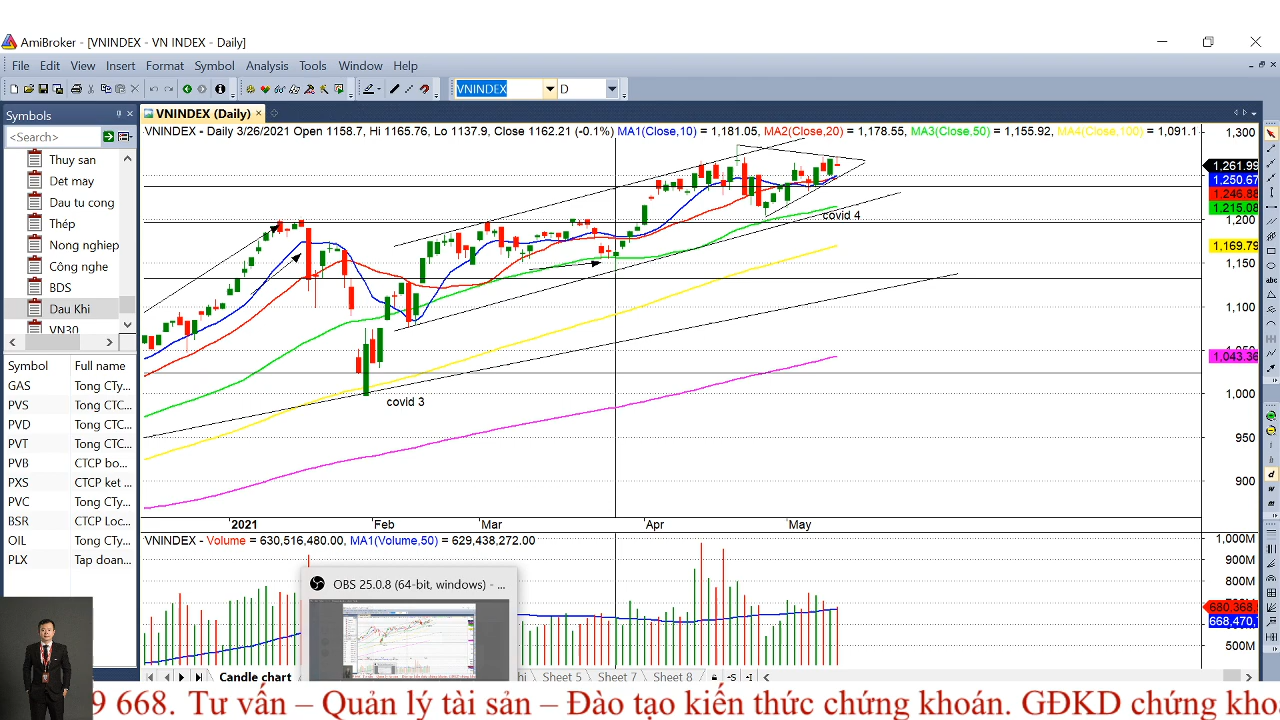 AmiBroker - [VNINDEX - VN INDEX - Daily]
File Edit View Insert Format Symbol Analysis Tools Window Help
VNINDEX D
Symbols
VNINDEX (Daily)
<Search>
VNINDEX - Daily 3/26/2021 Open 1158.7, Hi 1165.76, Lo 1137.9, Close 1162.21 (-0.1%) MA1(Close,10) = 1,181.05, MA2(Close,20) = 1,178.55, MA3(Close,50) = 1,155.92, MA4(Close,100) = 1,091.1
Thuy san
Det may
Dau tu cong
Thép
Nong nghiep
Công nghe
BDS
Dau Khi
VN30
1,300
1,261.99
1,250.67
1,246.88
1,215.08
1,200
1,169.79
1,150
1,100
1,043.36
1,000
950
900
covid 4
covid 3
2021 Feb Mar Apr May
Symbol Full name
GAS Tong CTy...
PVS Tong CTC...
PVD Tong CTC...
PVT Tong CTC...
PVB CTCP bo...
PXS CTCP ket ...
PVC Tong CTy...
BSR CTCP Loc...
OIL Tong CTy...
PLX Tap doan...
VNINDEX - Volume = 630,516,480.00, MA1(Volume,50) = 629,438,272.00
1,000M
900M
800M
680,368,
668,470,
500M
OBS 25.0.8 (64-bit, windows) - ...
Candle chart
Sheet 5 Sheet 7 Sheet 8
9 668. Tư vấn – Quản lý tài sản – Đào tạo kiến thức chứng khoán. GĐKD chứng kho